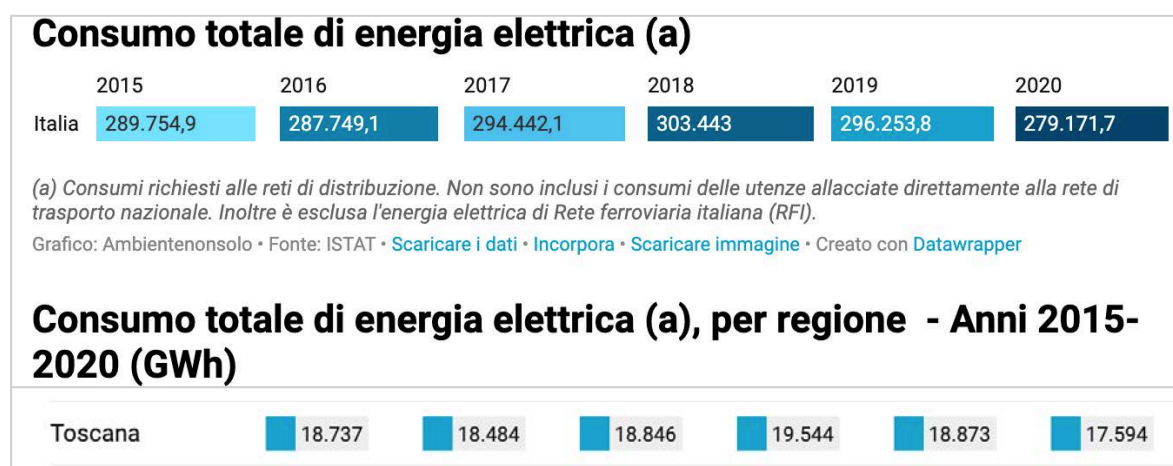 Consumo totale di energia elettrica (a)
2015 2016 2017 2018 2019 2020
Italia 289.754,9 287.749,1 294.442,1 303.443 296.253,8 279.171,7
(a) Consumi richiesti alle reti di distribuzione. Non sono inclusi i consumi delle utenze allacciate direttamente alla rete di
trasporto nazionale. Inoltre è esclusa l'energia elettrica di Rete ferroviaria italiana (RFI).
Grafico: Ambientenonsolo • Fonte: ISTAT • Scaricare i dati • Incorpora • Scaricare immagine • Creato con Datawrapper
Consumo totale di energia elettrica (a), per regione - Anni 2015-
2020 (GWh)
Toscana 18.737 18.484 18.846 19.544 18.873 17.594